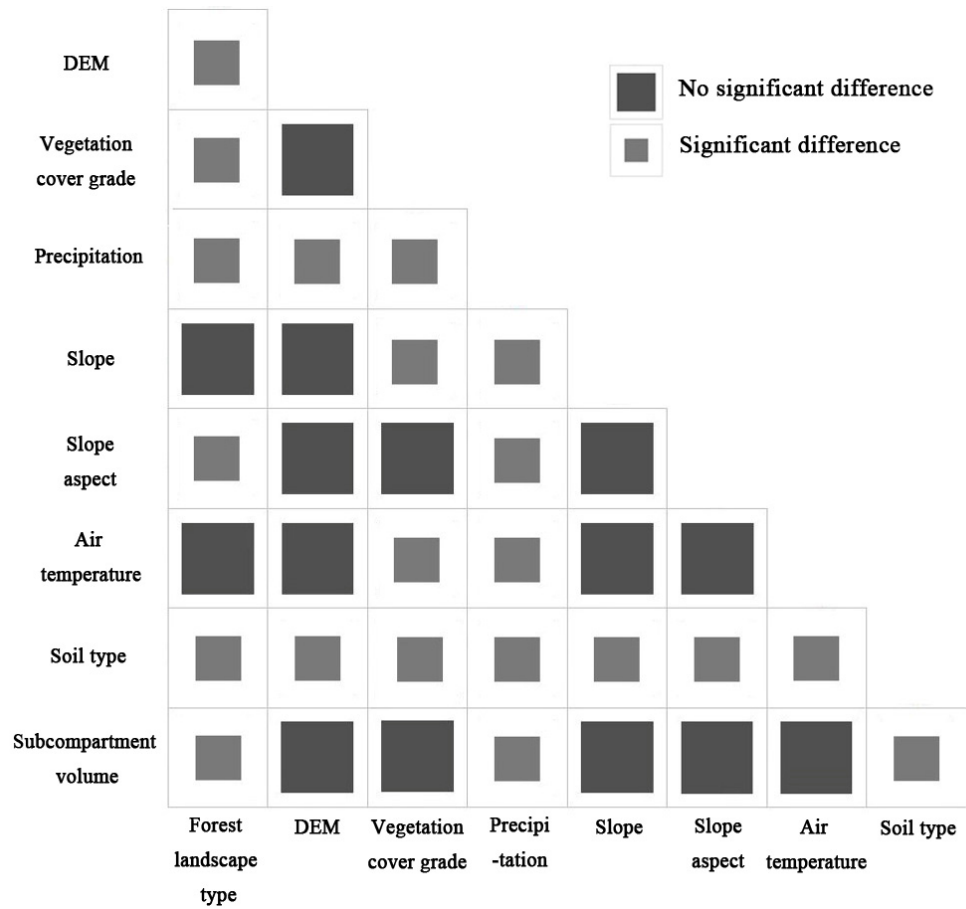 DEM
Vegetation
cover grade
Precipitation
Slope
Slope
aspect
Air
temperature
Soil type
Subcompartment
volume
No significant difference
Significant difference
Forest
landscape
type
DEM
Vegetation
cover grade
Precipi
-tation
Slope
Slope
aspect
Air
temperature
Soil type